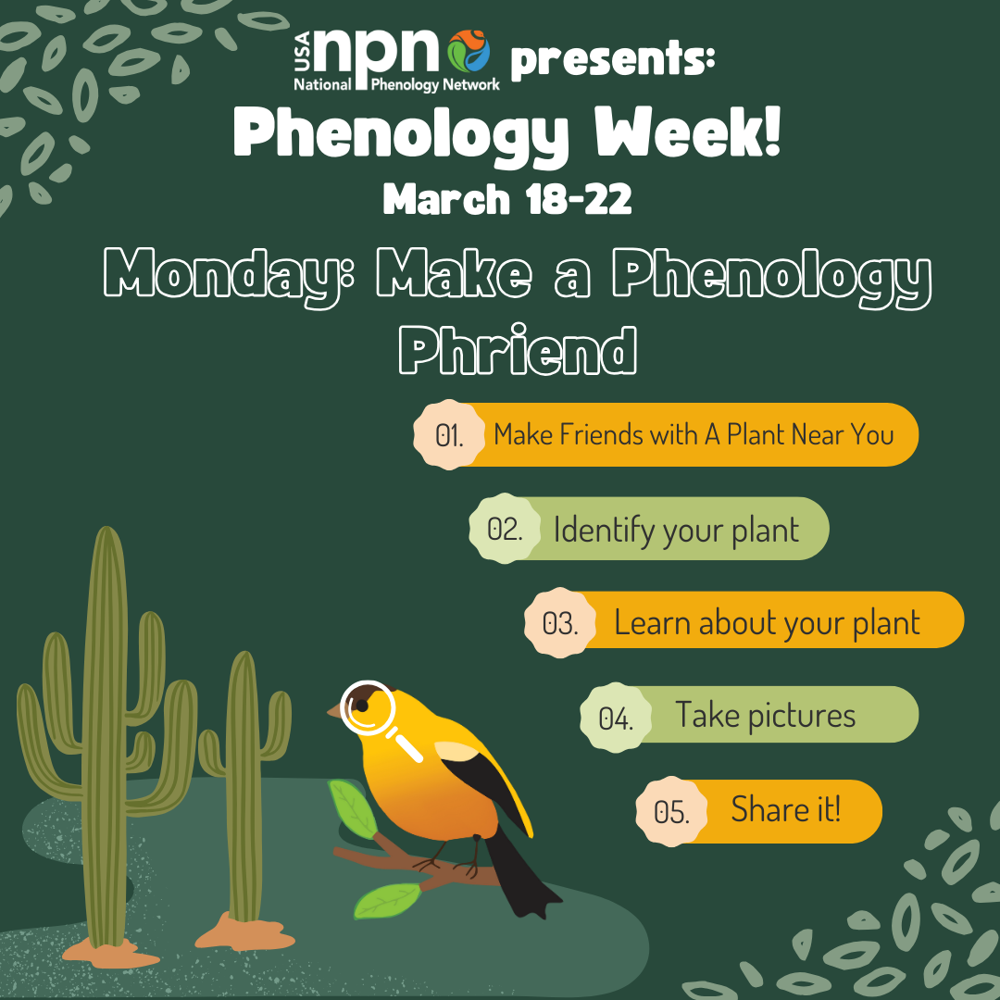 USA npn presents:
National Phenology Network
Phenology Week!
March 18-22
Monday: Make a Phenology
Phriend
01. Make Friends with A Plant Near You
02. Identify your plant
03. Learn about your plant
04. Take pictures
05. Share it!